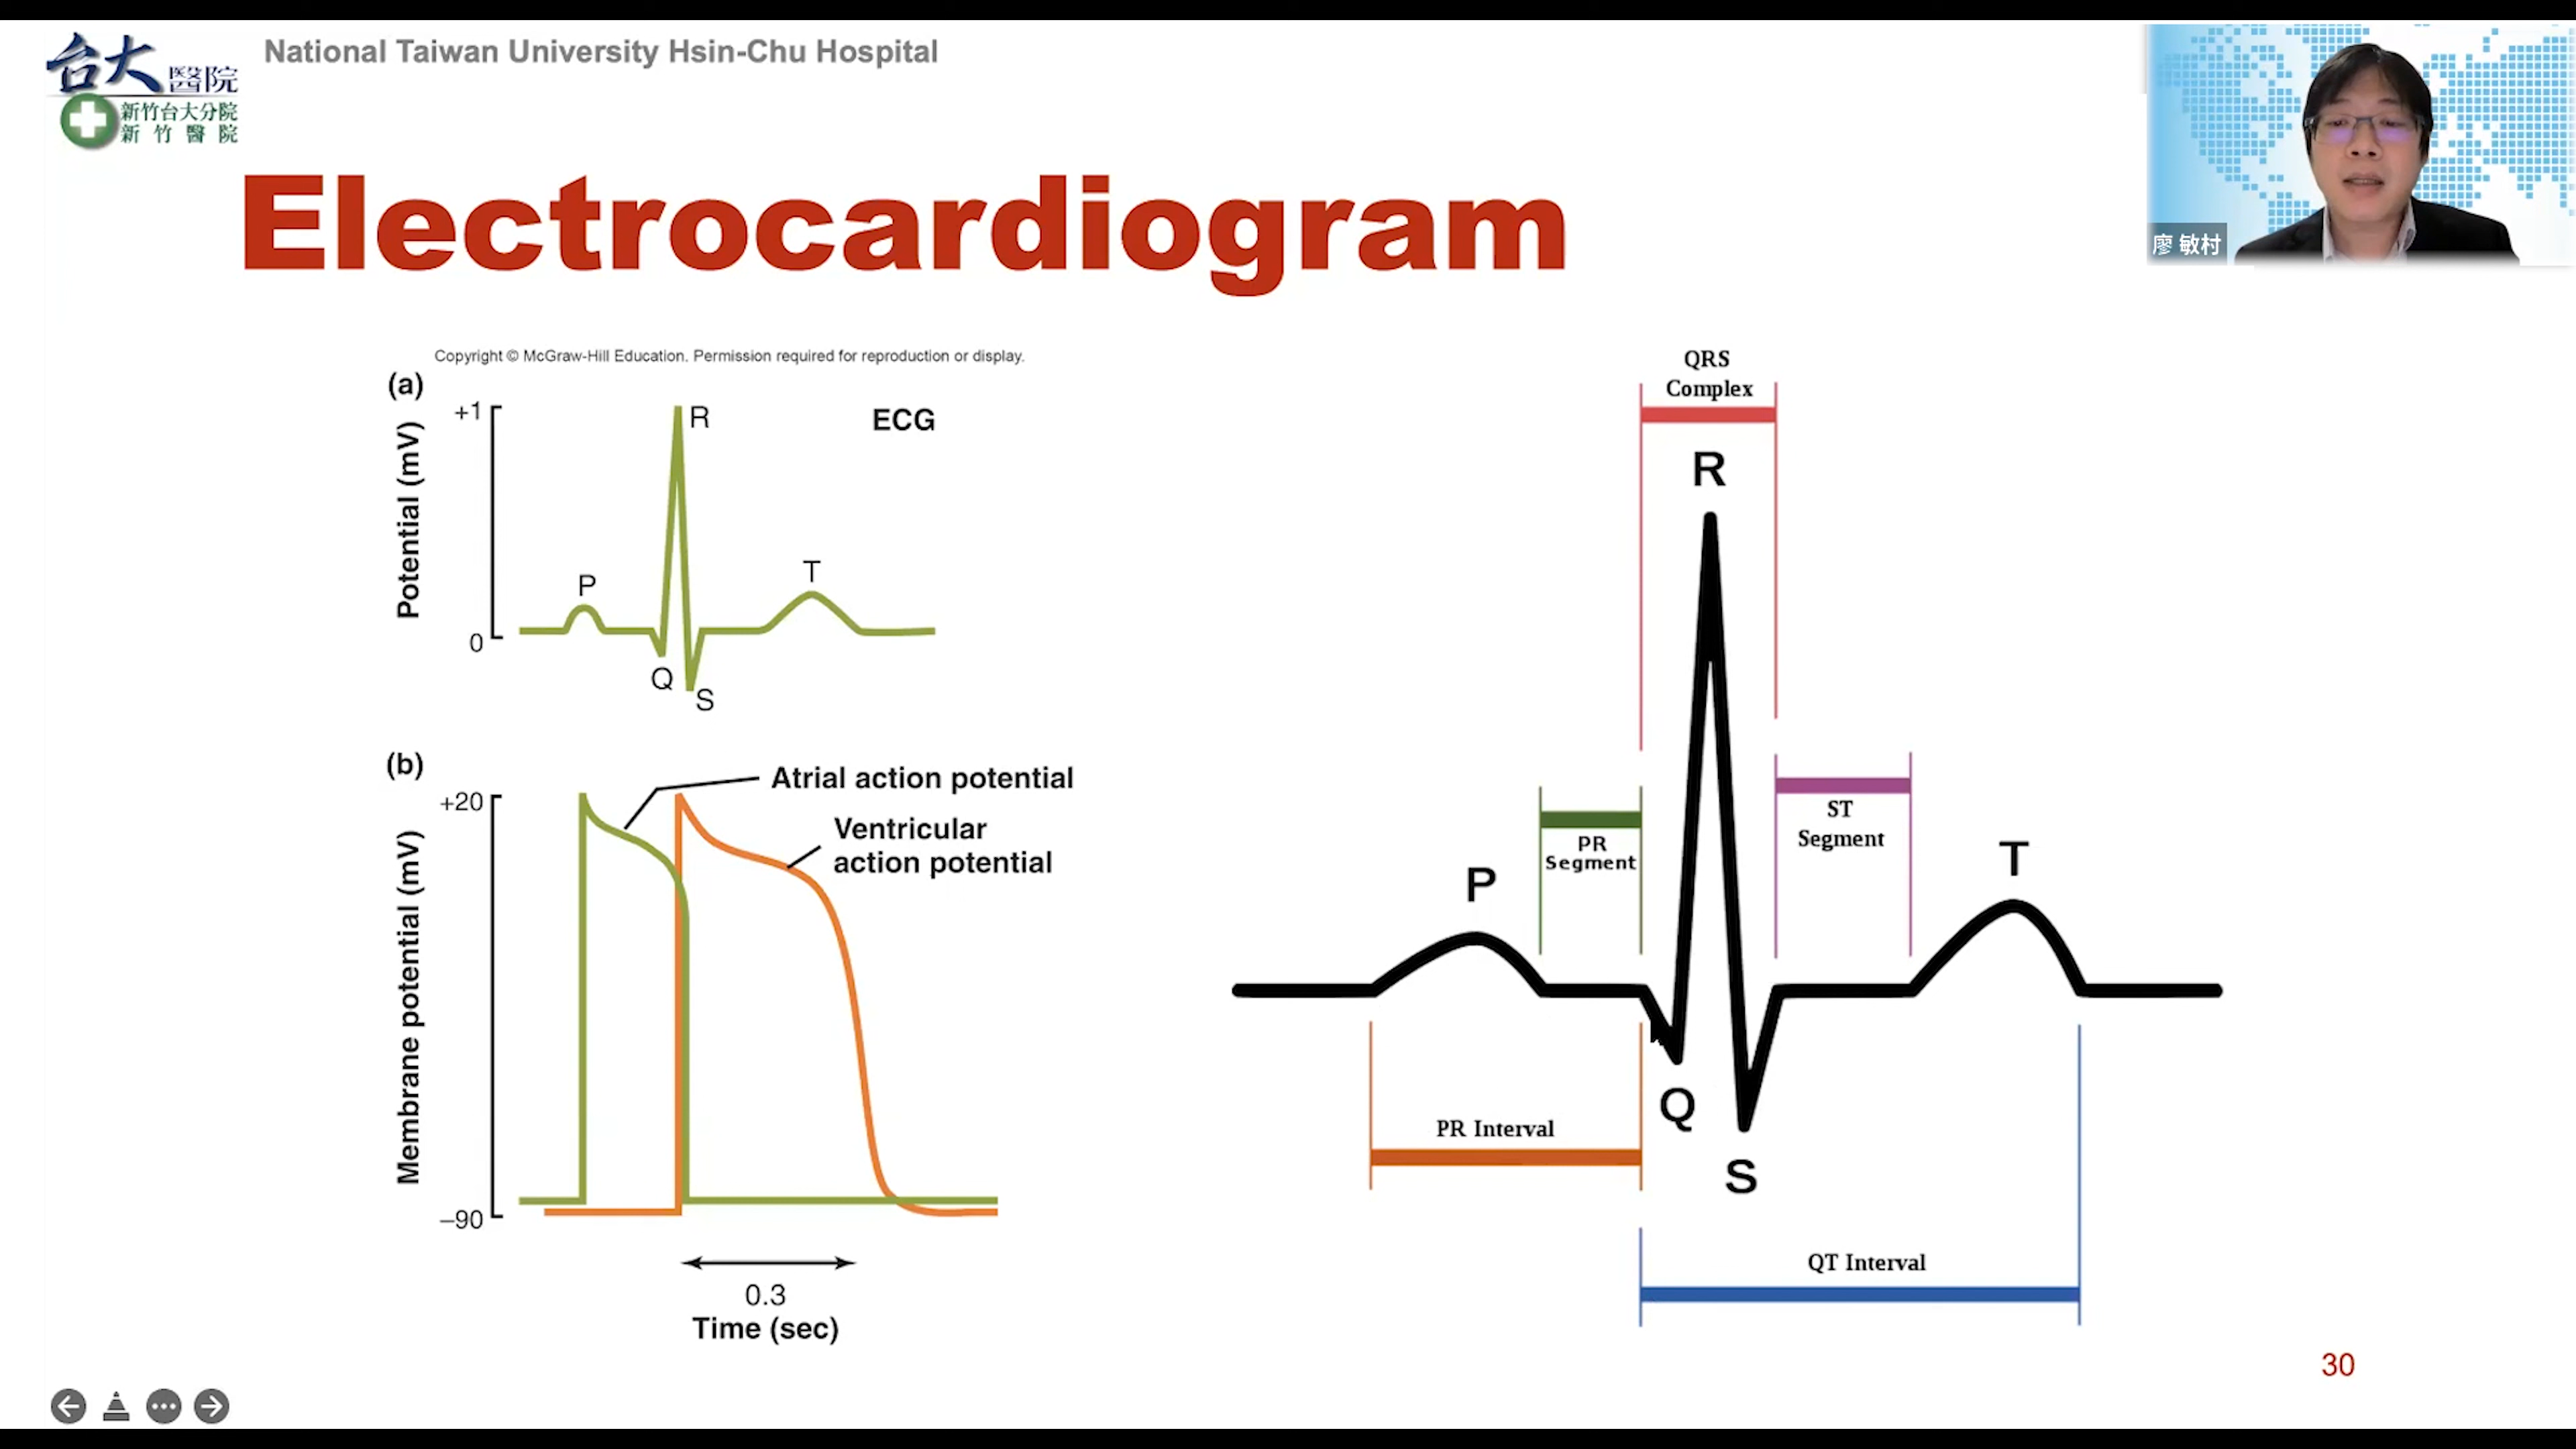 台大醫院
新竹台大分院
新竹醫院
National Taiwan University Hsin-Chu Hospital
廖 敏村
Electrocardiogram
Copyright © McGraw-Hill Education. Permission required for reproduction or display.
(a)
+1
R
ECG
Potential (mV)
P
T
0
Q
S
(b)
Atrial action potential
+20
Ventricular
action potential
Membrane potential (mV)
–90
0.3
Time (sec)
QRS
Complex
R
PR
Segment
ST
Segment
P
T
Q
PR Interval
S
QT Interval
30